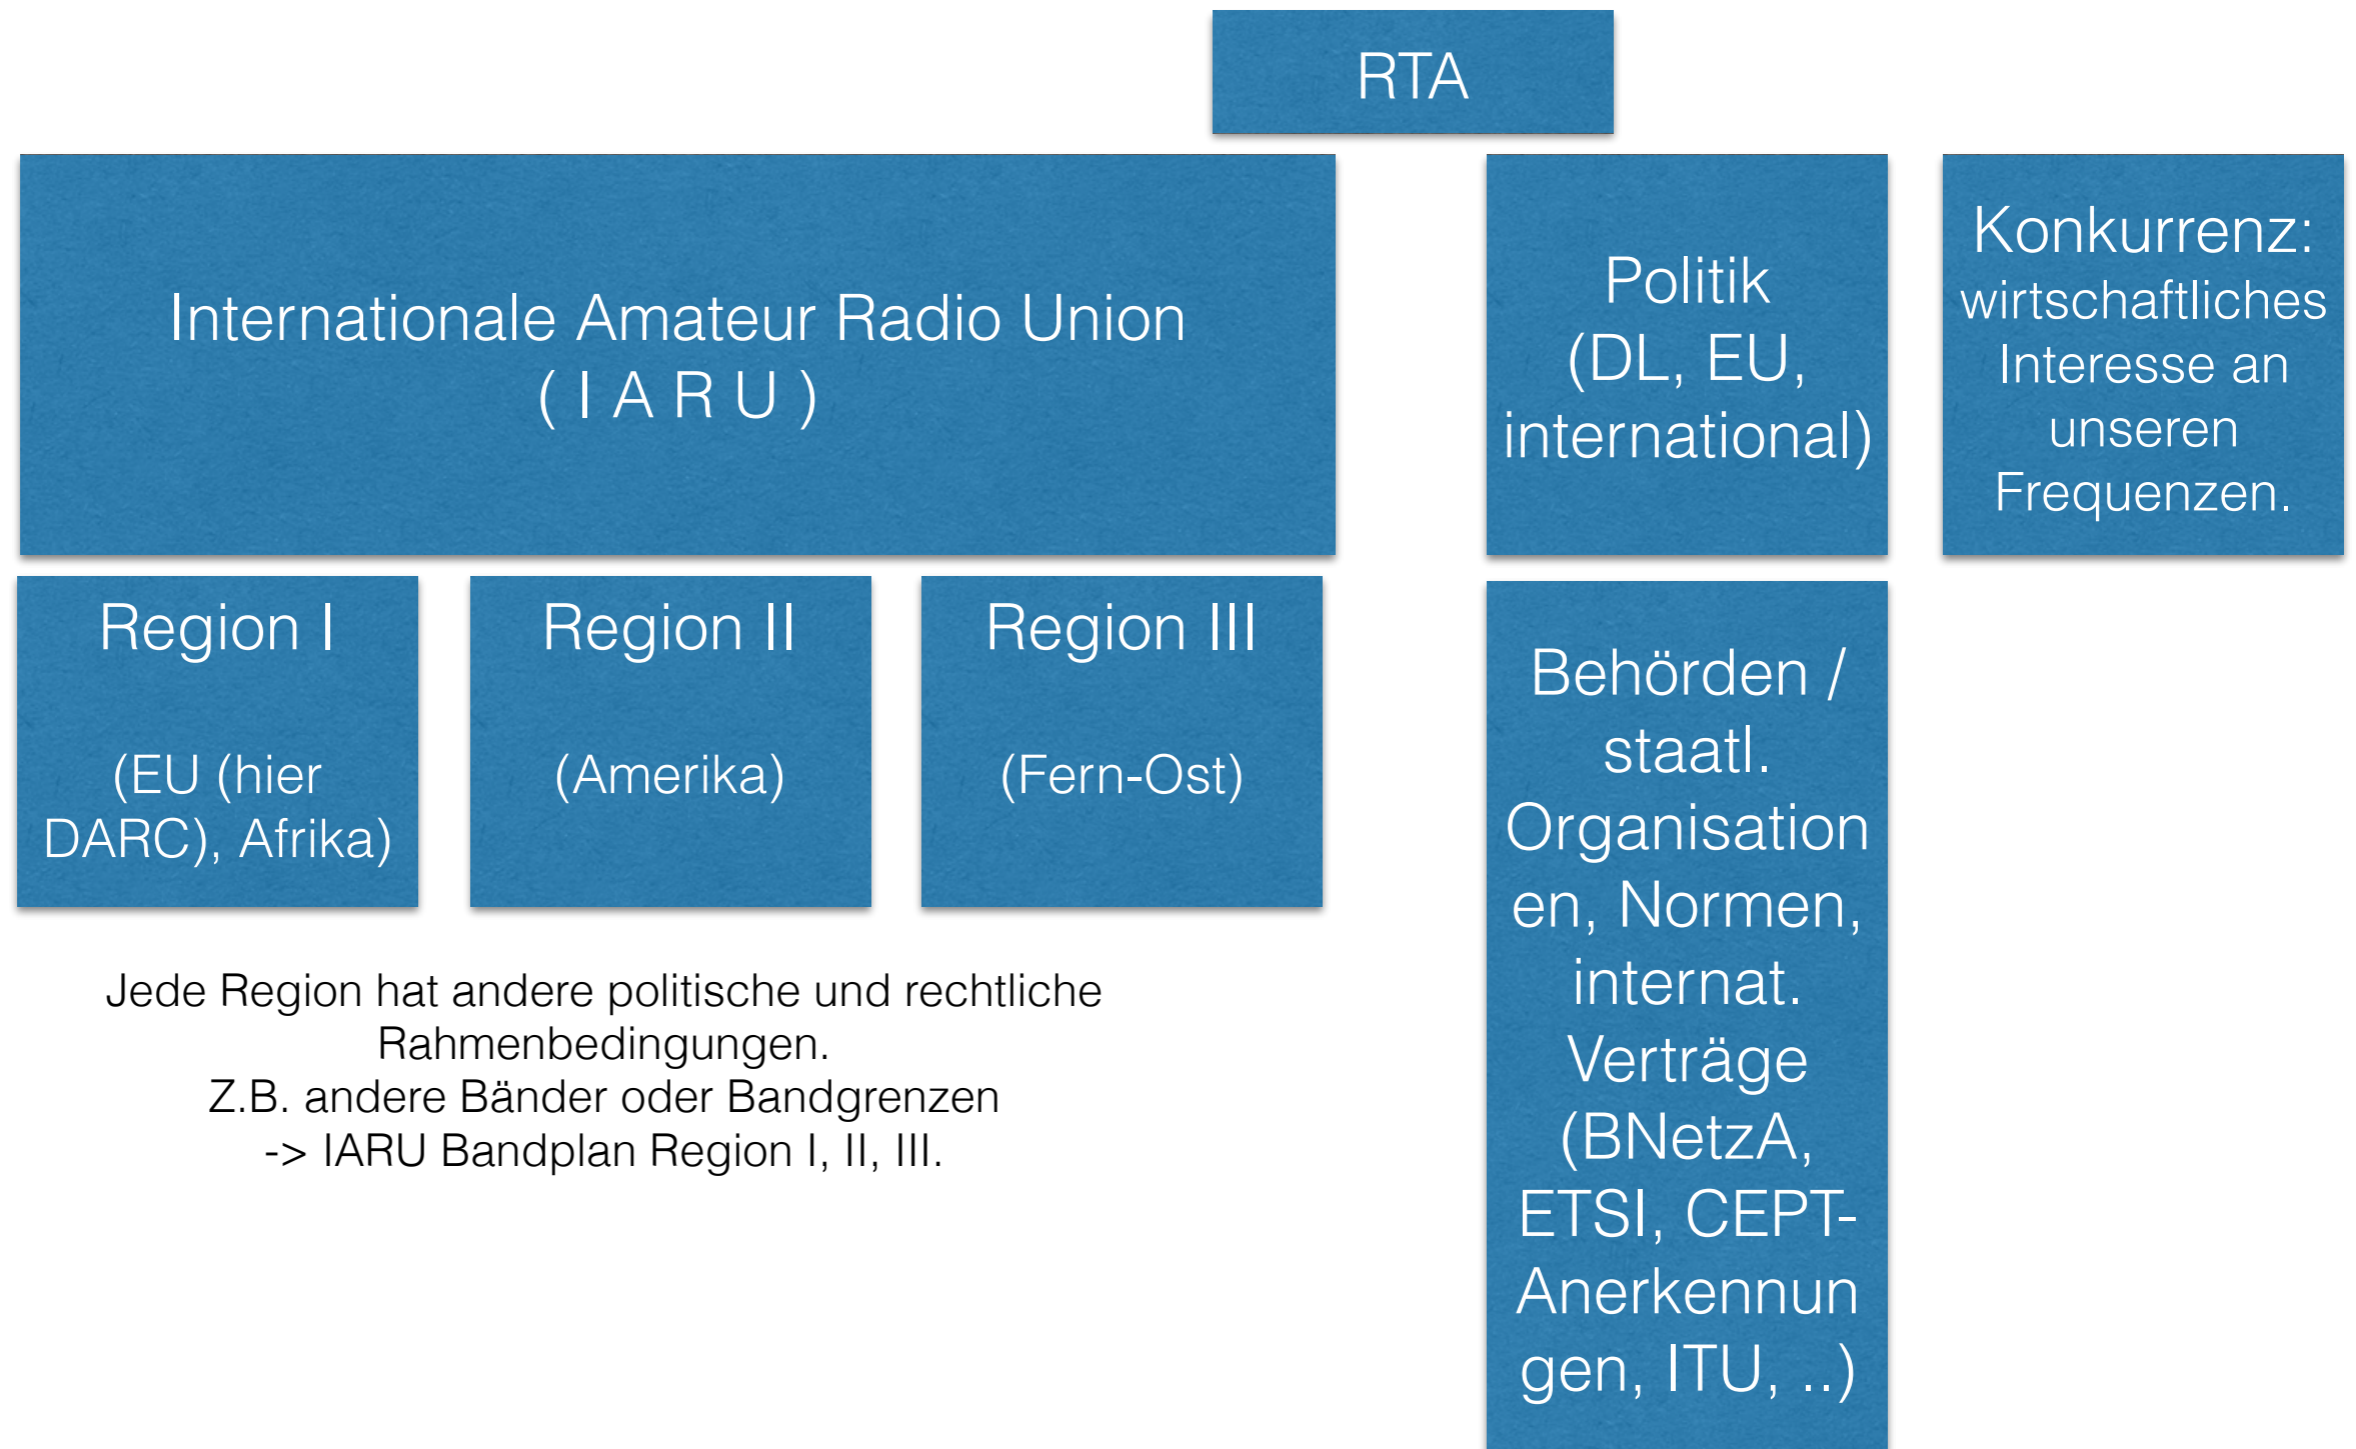 RTA
Internationale Amateur Radio Union
( I A R U )
Politik
(DL, EU,
international)
Konkurrenz:
wirtschaftliches
Interesse an
unseren
Frequenzen.
Region I
(EU (hier
DARC), Afrika)
Region II
(Amerika)
Region III
(Fern-Ost)
Behörden /
staatl.
Organisation
en, Normen,
internat.
Verträge
(BNetzA,
ETSI, CEPT-
Anerkennun
gen, ITU, ..)
Jede Region hat andere politische und rechtliche
Rahmenbedingungen.
Z.B. andere Bänder oder Bandgrenzen
-> IARU Bandplan Region I, II, III.